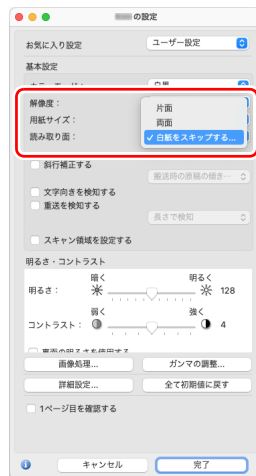 の設定
お気に入り設定
ユーザー設定
基本設定
解像度：
用紙サイズ：
読み取り面：
片面
両面
✓ 白紙をスキップする...
斜行補正する
搬送時の原稿の傾き…
文字向きを検知する
重送を検知する
長さで検知
スキャン領域を設定する
明るさ・コントラスト
暗く 明るく
明るさ： 128
弱く 強く
コントラスト： 4
画像処理... ガンマの調整...
詳細設定... 全て初期値に戻す
1ページ目を確認する
キャンセル 完了